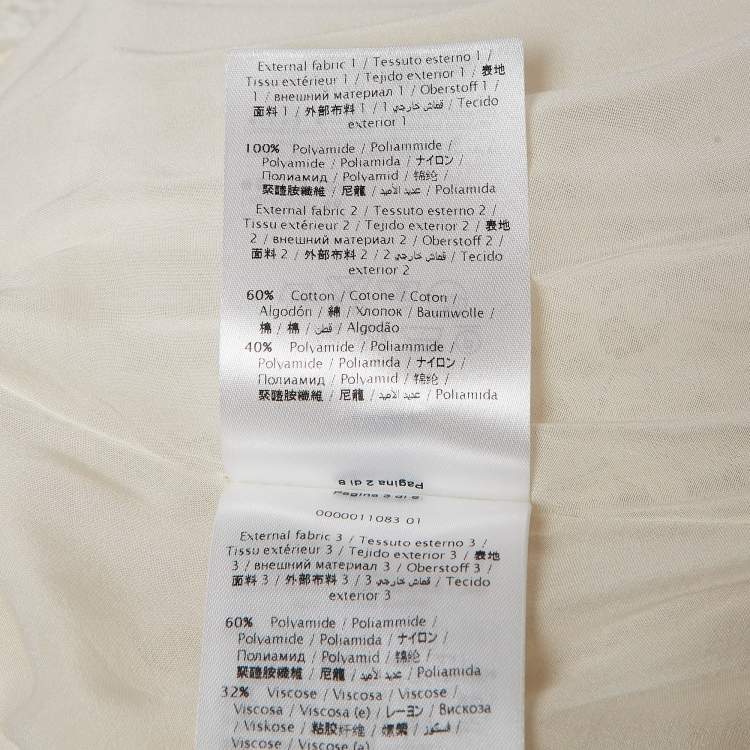 External fabric 1 / Tessuto esterno 1 /
Tissu extérieur 1 / Tejido exterior 1 / 表地
1 / внешний материал 1 / Oberstoff 1 /
面料 1 / 外部布料 1 / 1 قماش خارجي / Tecido
exterior 1
100% Polyamide / Poliammide /
Polyamide / Poliamida / ナイロン /
Полиамид / Polyamid / 锦纶 /
聚醯胺纖維 / 尼龍 / عديد الأميد / Poliamida
External fabric 2 / Tessuto esterno 2 /
Tissu extérieur 2 / Tejido exterior 2 / 表地
2 / внешний материал 2 / Oberstoff 2 /
面料 2 / 外部布料 2 / 2 قماش خارجي / Tecido
exterior 2
60% Cotton / Cotone / Coton /
Algodón / 綿 / Хлопок / Baumwolle /
棉 / 棉 / قطن / Algodão
40% Polyamide / Poliammide /
Polyamide / Poliamida / ナイロン /
Полиамид / Polyamid / 锦纶 /
聚醯胺纖維 / 尼龍 / عديد الأميد / Poliamida
Pagina 2 di 8
Pagina 3 di 8
0000011083 01
External fabric 3 / Tessuto esterno 3 /
Tissu extérieur 3 / Tejido exterior 3 / 表地
3 / внешний материал 3 / Oberstoff 3 /
面料 3 / 外部布料 3 / 3 قماش خارجي / Tecido
exterior 3
60% Polyamide / Poliammide /
Polyamide / Poliamida / ナイロン /
Полиамид / Polyamid / 锦纶 /
聚醯胺纖維 / 尼龍 / عديد الأميد / Poliamida
32% Viscose / Viscosa / Viscose /
Viscosa / Viscosa (e) / レーヨン / Вискоза
/ Viskose / 粘胶纤维 / 嫘縈 / فسكوز /
Viscose / Viscosa (e)